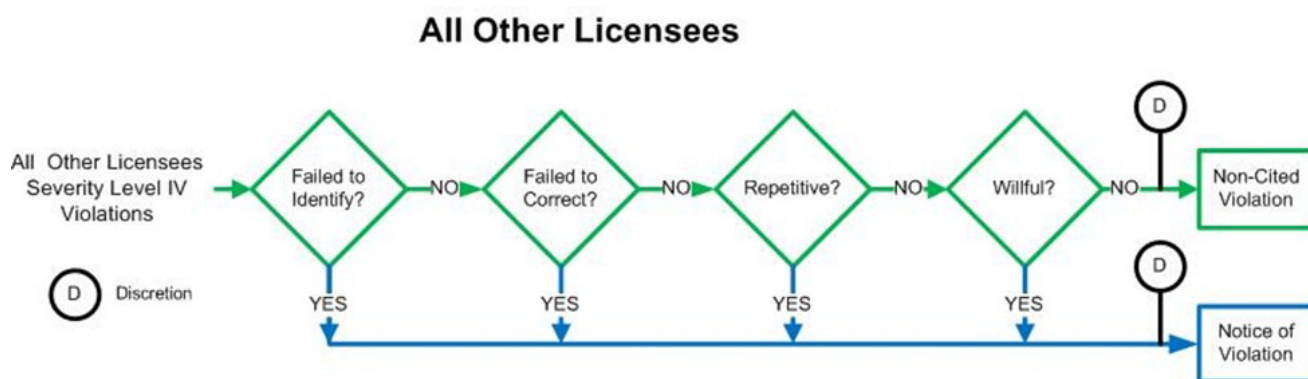 All Other Licensees
All Other Licensees
Severity Level IV
Violations
Failed to
Identify?
NO
Failed to
Correct?
NO
Repetitive?
NO
Willful?
NO
D
Non-Cited
Violation
D
Discretion
YES
YES
YES
YES
D
Notice of
Violation